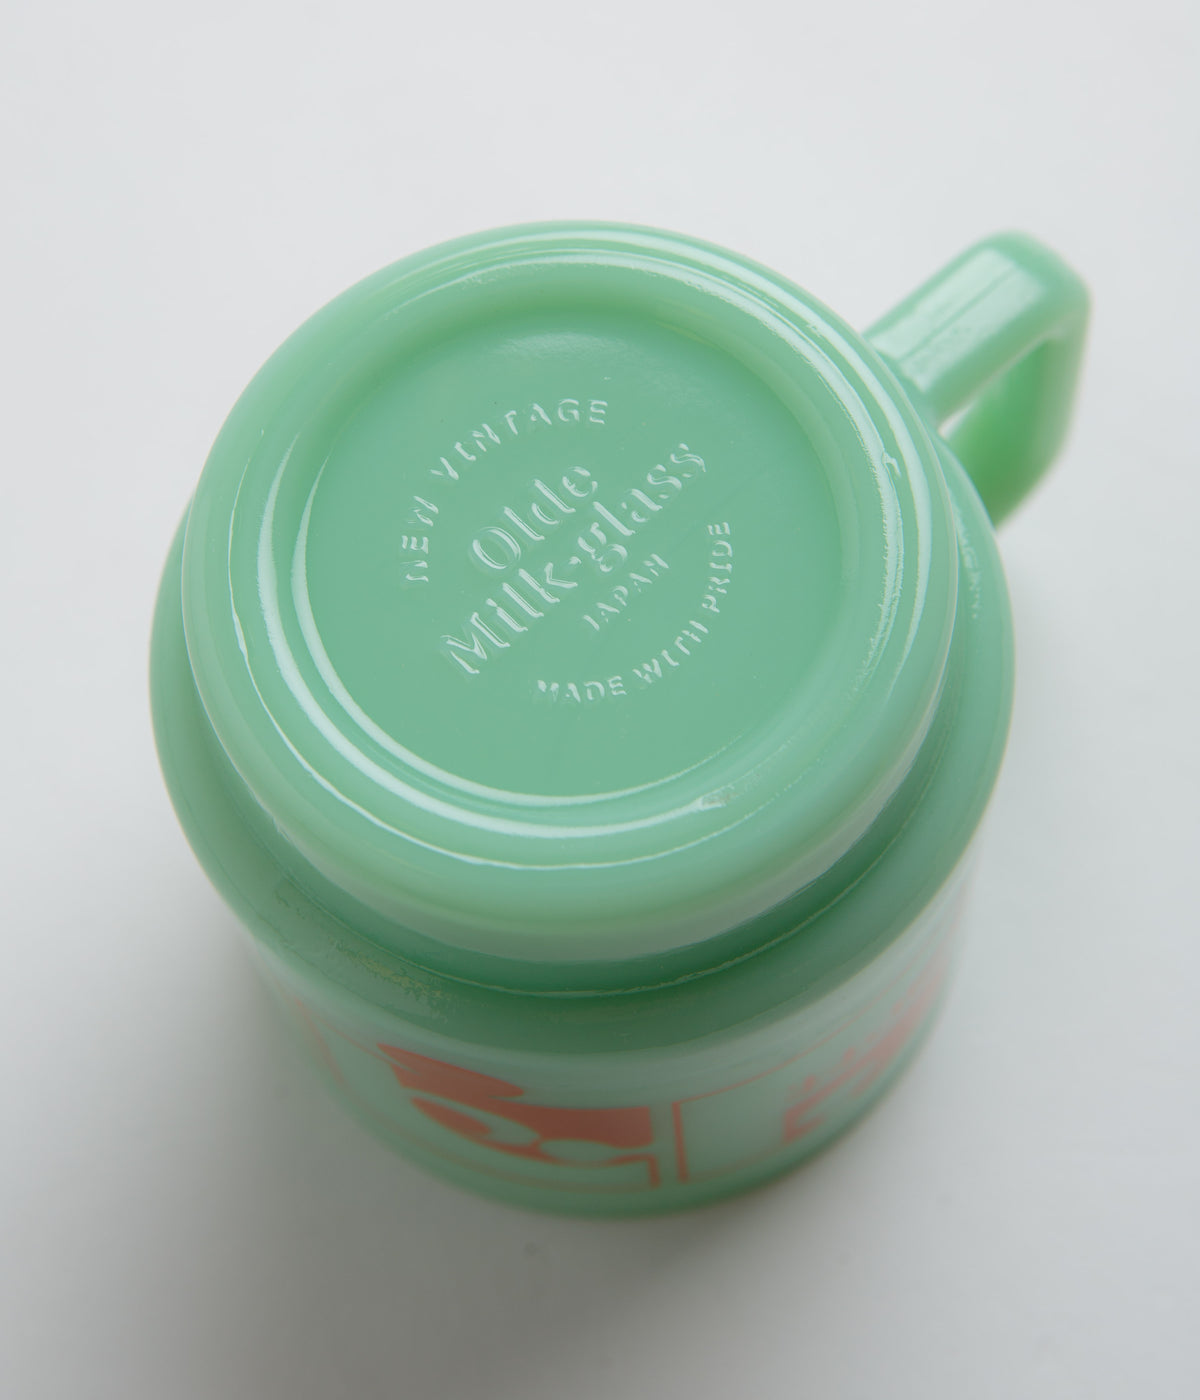 NEW VINTAGE
Olde
Milk-glass
JAPAN
MADE WITH PRIDE